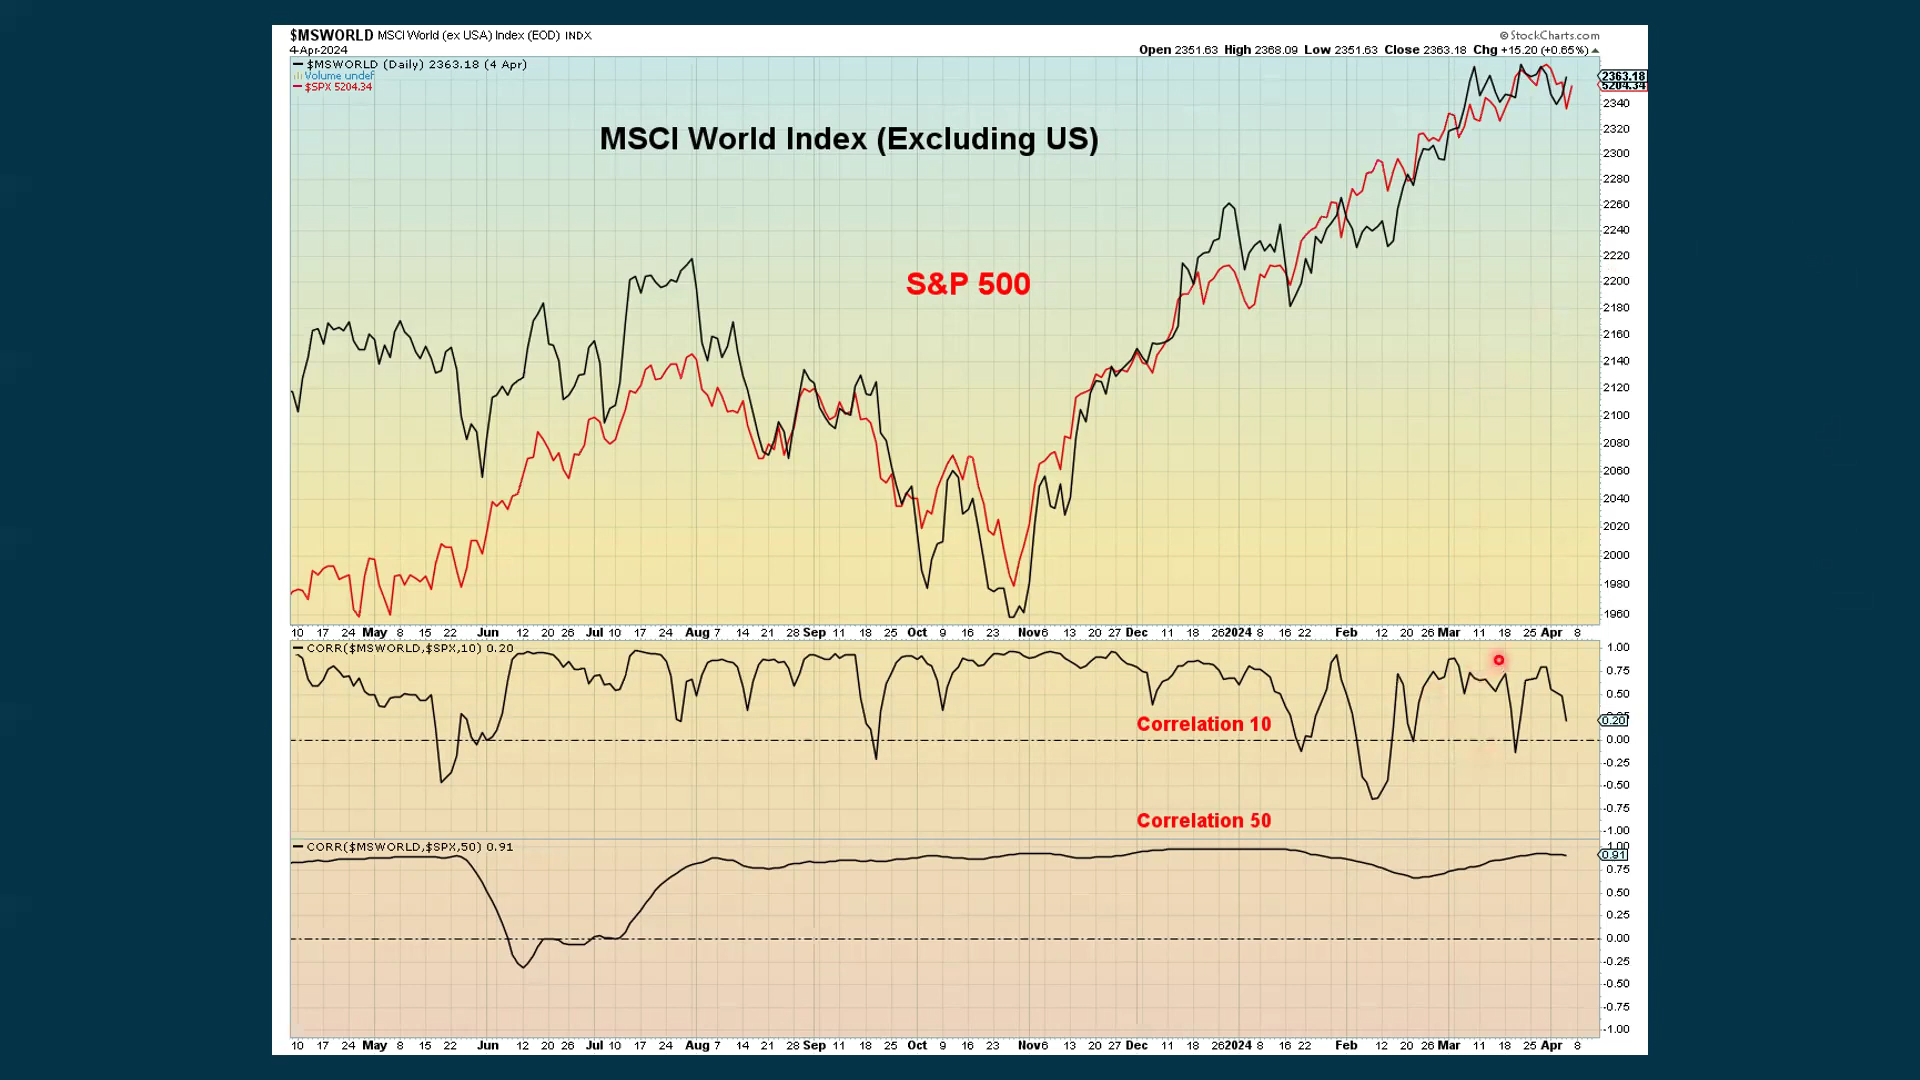 $MSWORLD MSCI World (ex USA) Index (EOD) INDX
© StockCharts.com
4-Apr-2024
Open 2351.63 High 2368.09 Low 2351.63 Close 2363.18 Chg +15.20 (+0.65%)
$MSWORLD (Daily) 2363.18 (4 Apr)
Volume undef
$SPX 5204.34
2363.18
5204.34
MSCI World Index (Excluding US)
S&P 500
2340
2320
2300
2280
2260
2240
2220
2200
2180
2160
2140
2120
2100
2080
2060
2040
2020
2000
1980
1960
10 17 24 May 8 15 22 Jun 12 20 26 Jul 10 17 24 Aug 7 14 21 28 Sep 11 18 25 Oct 9 16 23 Nov 6 13 20 27 Dec 11 18 26 2024 8 16 22 Feb 12 20 26 Mar 11 18 25 Apr 8
CORR($MSWORLD,$SPX,10) 0.20
1.00
0.75
0.50
0.25
0.20
0.00
-0.25
-0.50
-0.75
-1.00
Correlation 10
Correlation 50
CORR($MSWORLD,$SPX,50) 0.91
1.00
0.91
0.75
0.50
0.25
0.00
-0.25
-0.50
-0.75
-1.00
10 17 24 May 8 15 22 Jun 12 20 26 Jul 10 17 24 Aug 7 14 21 28 Sep 11 18 25 Oct 9 16 23 Nov 6 13 20 27 Dec 11 18 26 2024 8 16 22 Feb 12 20 26 Mar 11 18 25 Apr 8